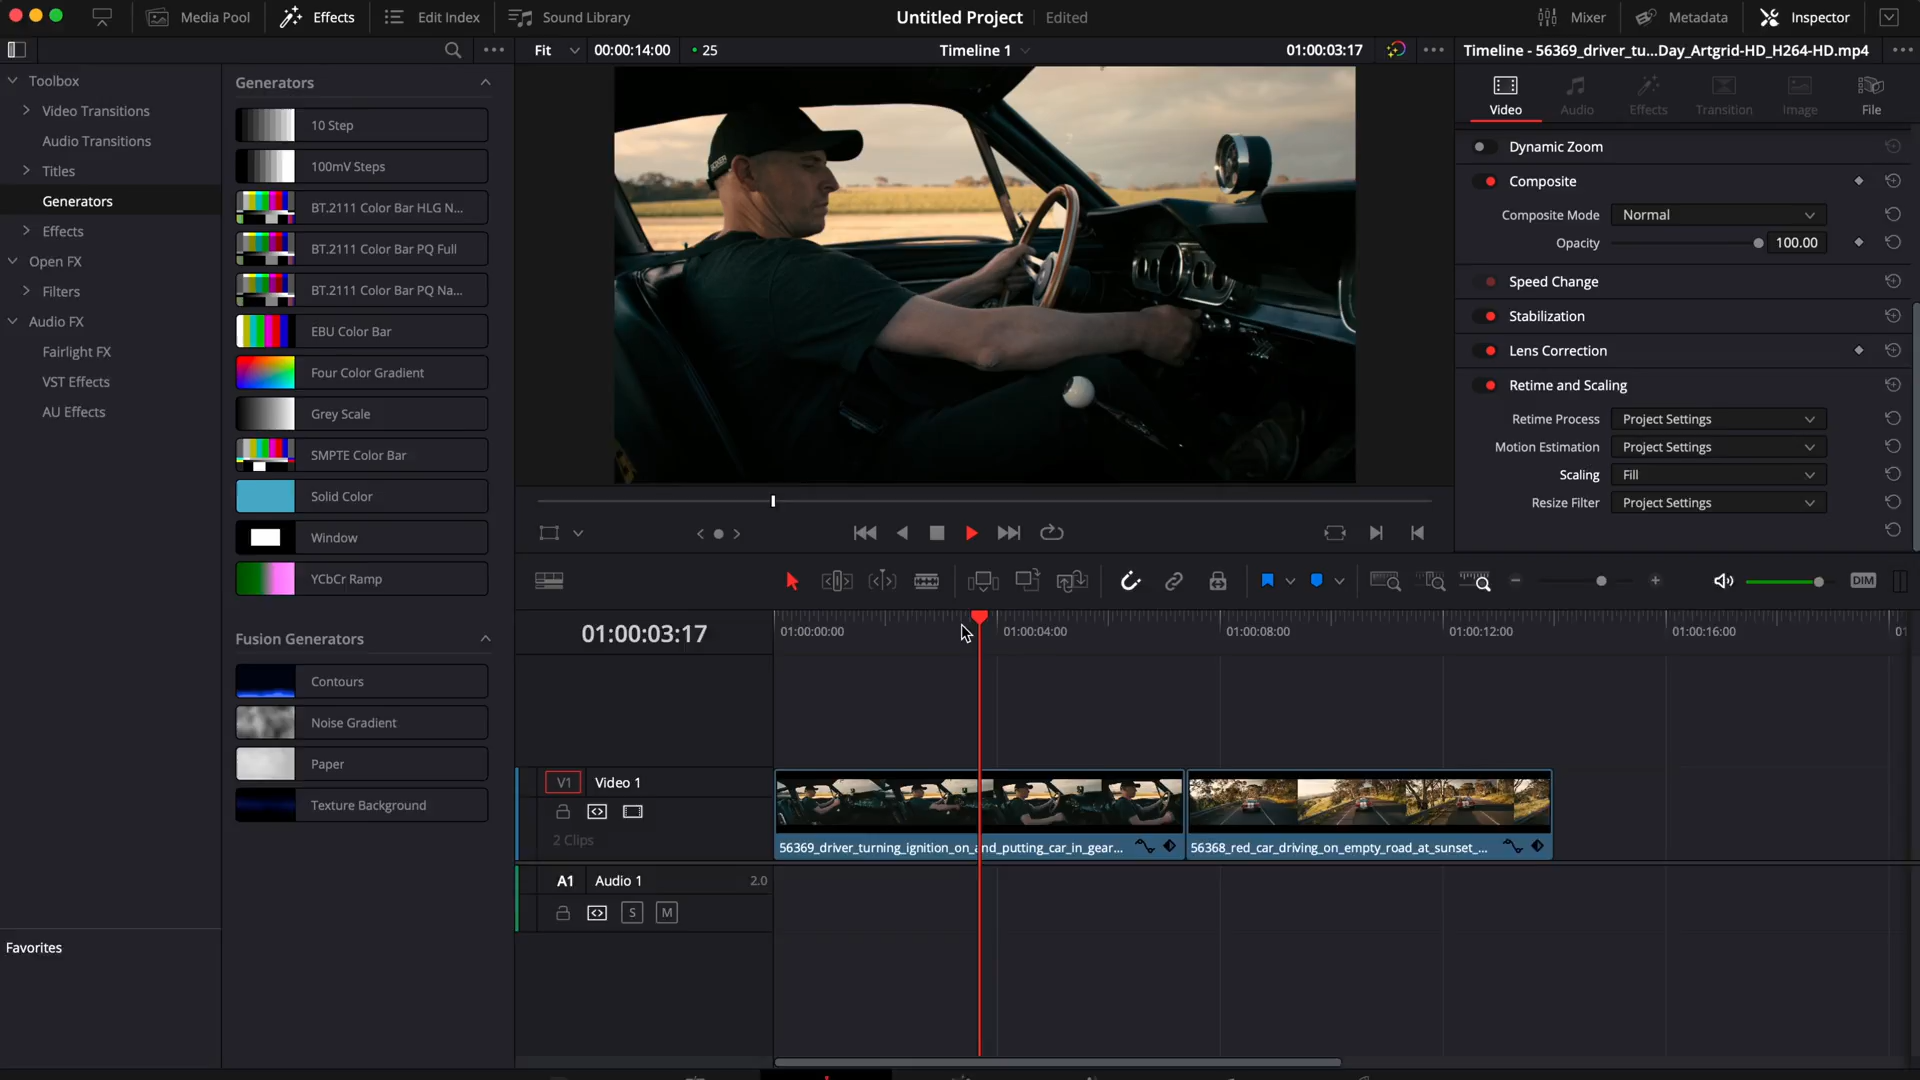 Media Pool
Effects
Edit Index
Sound Library
Untitled Project
Edited
Mixer
Metadata
Inspector
Fit
00:00:14:00
25
Timeline 1
01:00:03:17
Timeline - 56369_driver_tu...Day_Artgrid-HD_H264-HD.mp4
Toolbox
Video Transitions
Audio Transitions
Titles
Generators
Effects
Open FX
Filters
Audio FX
Fairlight FX
VST Effects
AU Effects
Favorites
Generators
10 Step
100mV Steps
BT.2111 Color Bar HLG N...
BT.2111 Color Bar PQ Full
BT.2111 Color Bar PQ Na...
EBU Color Bar
Four Color Gradient
Grey Scale
SMPTE Color Bar
Solid Color
Window
YCbCr Ramp
Fusion Generators
Contours
Noise Gradient
Paper
Texture Background
Video
Audio
Effects
Transition
Image
File
Dynamic Zoom
Composite
Composite Mode Normal
Opacity 100.00
Speed Change
Stabilization
Lens Correction
Retime and Scaling
Retime Process Project Settings
Motion Estimation Project Settings
Scaling Fill
Resize Filter Project Settings
DIM
01:00:03:17
01:00:00:00
01:00:04:00
01:00:08:00
01:00:12:00
01:00:16:00
V1 Video 1
2 Clips
56369_driver_turning_ignition_on_and_putting_car_in_gear...
56368_red_car_driving_on_empty_road_at_sunset_...
A1 Audio 1 2.0
S M